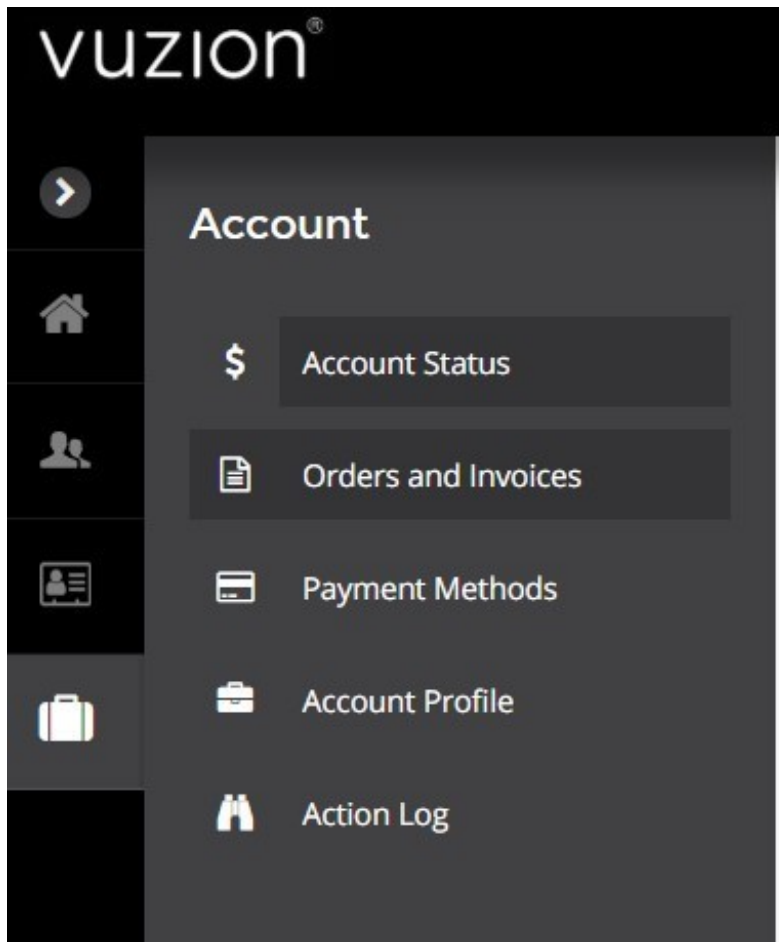 vuzion®
Account
$ Account Status
Orders and Invoices
Payment Methods
Account Profile
Action Log